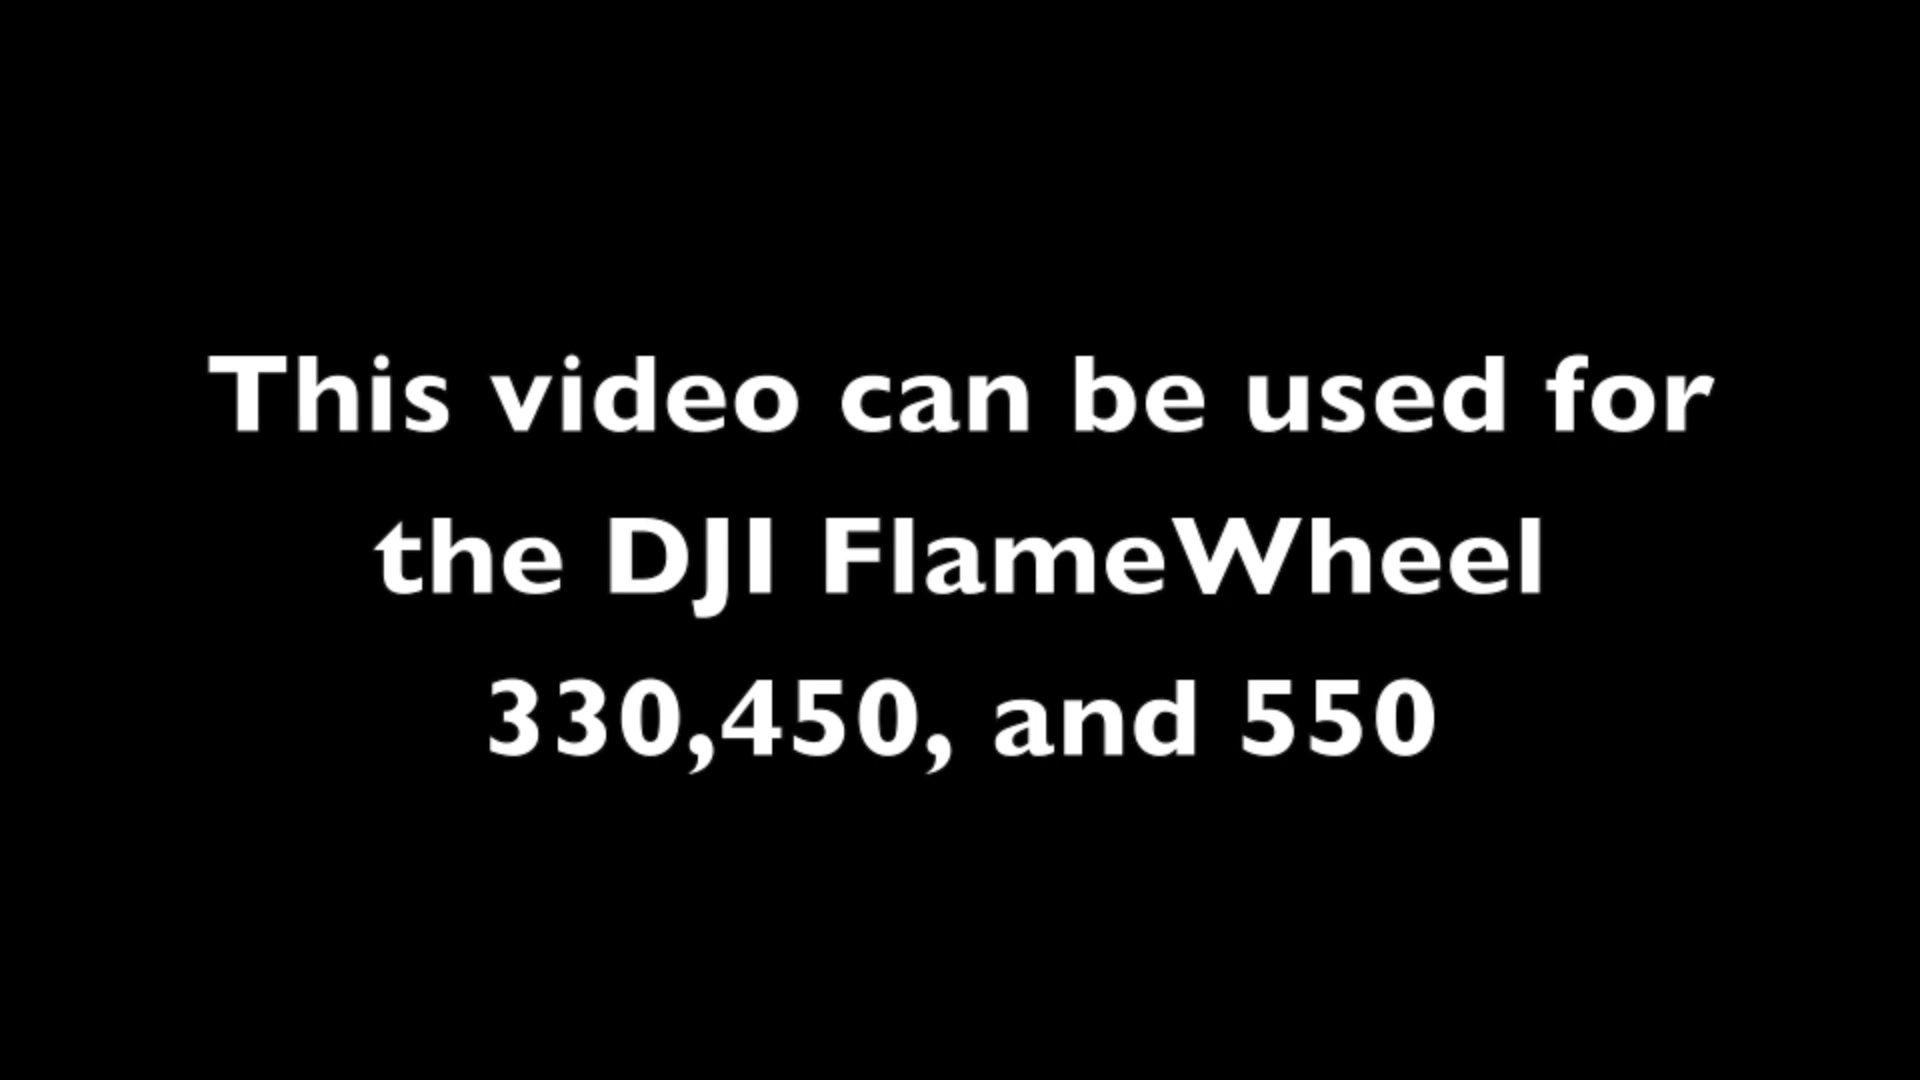 This video can be used for
the DJI FlameWheel
330,450, and 550